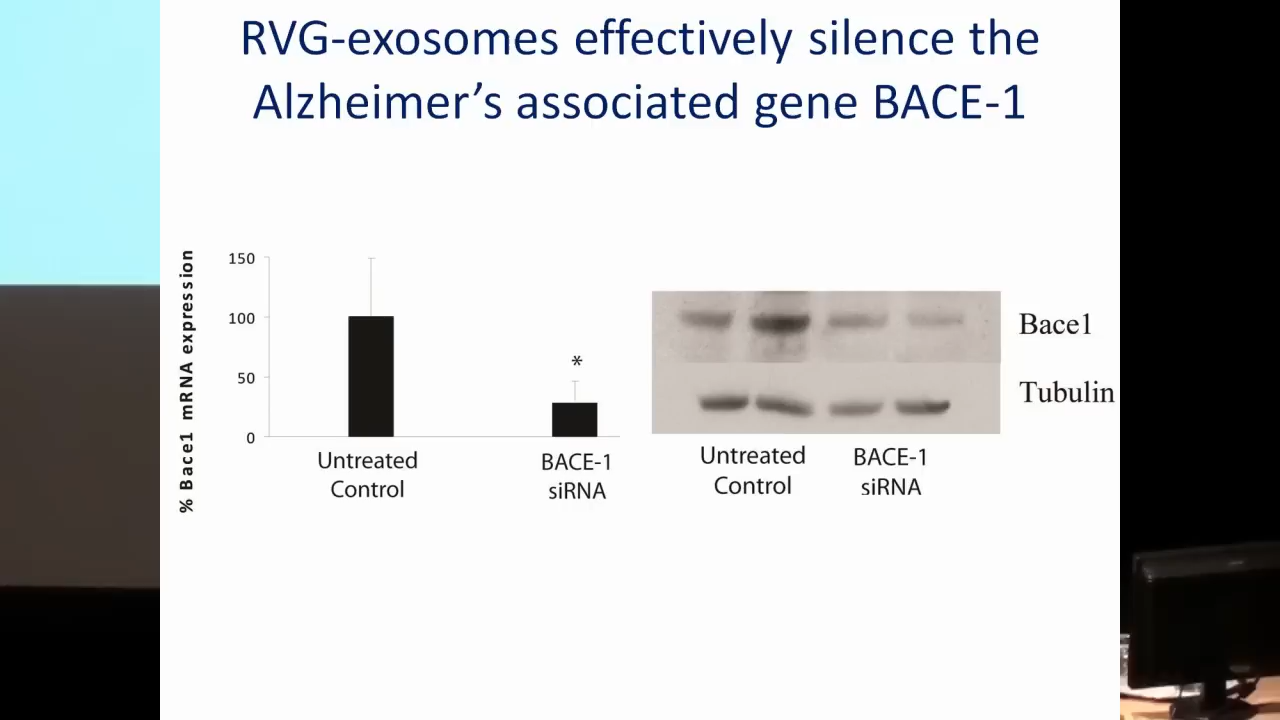 RVG-exosomes effectively silence the
Alzheimer's associated gene BACE-1
% Bace1 mRNA expression
150
100
50
0
*
Untreated
Control
BACE-1
siRNA
Bace1
Tubulin
Untreated
Control
BACE-1
siRNA